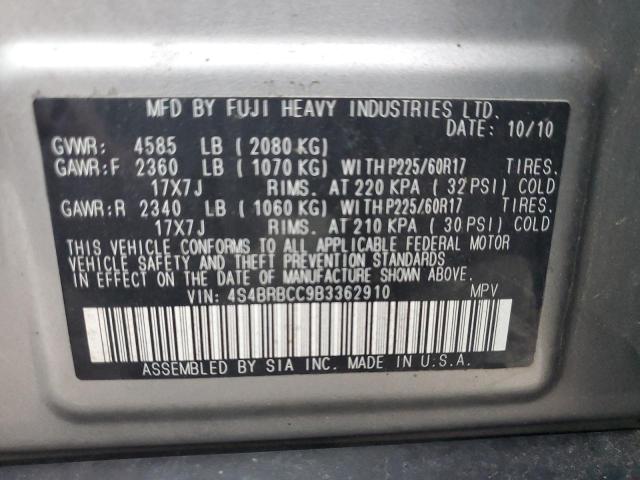 MFD BY FUJI HEAVY INDUSTRIES LTD.
DATE: 10/10
GVWR: 4585 LB ( 2080 KG)
GAWR:F 2360 LB ( 1070 KG) WITH P225/60R17 TIRES.
17X7J RIMS. AT 220 KPA ( 32 PSI) COLD
GAWR:R 2340 LB ( 1060 KG) WITH P225/60R17 TIRES.
17X7J RIMS. AT 210 KPA ( 30 PSI) COLD
THIS VEHICLE CONFORMS TO ALL APPLICABLE FEDERAL MOTOR
VEHICLE SAFETY AND THEFT PREVENTION STANDARDS
IN EFFECT ON THE DATE OF MANUFACTURE SHOWN ABOVE.
VIN: 4S4BRBCC9B3362910 MPV
ASSEMBLED BY SIA INC. MADE IN U.S.A.